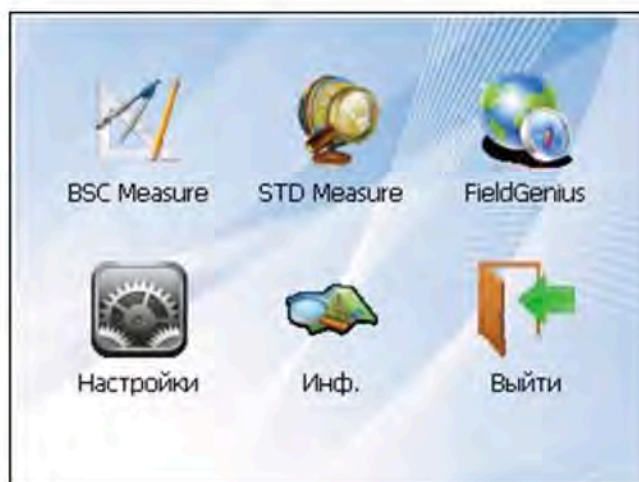 BSC Measure
STD Measure
FieldGenius
Настройки
Инф.
Выйти